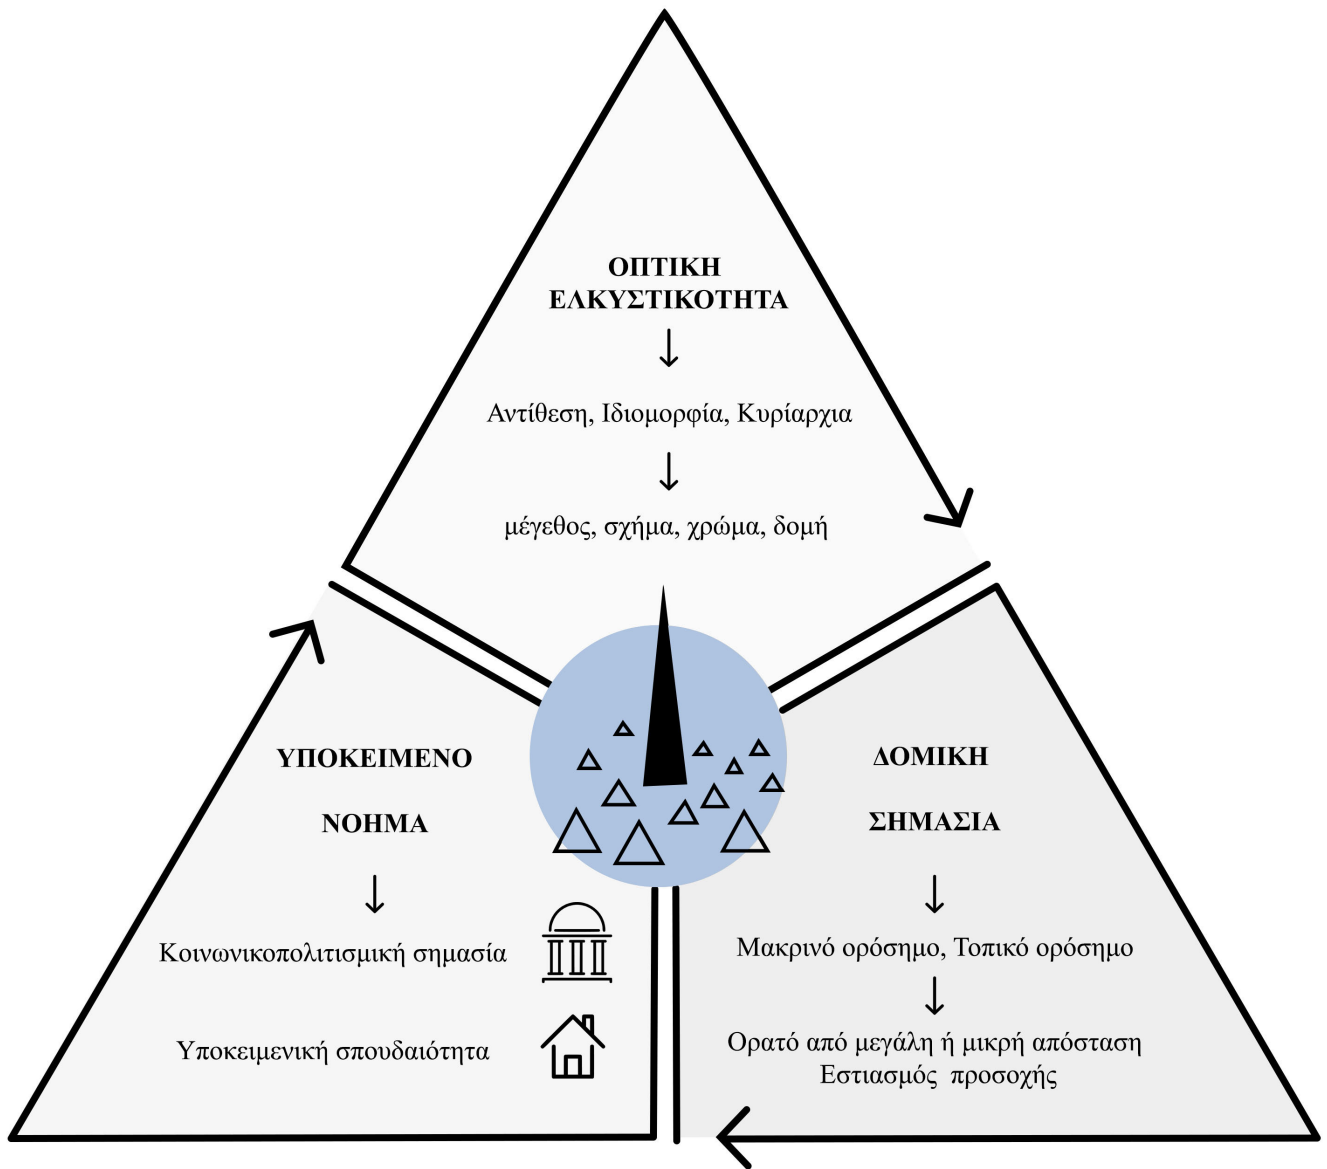 ΟΠΤΙΚΗ
ΕΛΚΥΣΤΙΚΟΤΗΤΑ
Αντίθεση, Ιδιομορφία, Κυρίαρχια
μέγεθος, σχήμα, χρώμα, δομή
ΥΠΟΚΕΙΜΕΝΟ
ΝΟΗΜΑ
Κοινωνικοπολιτισμική σημασία
Υποκειμενική σπουδαιότητα
ΔΟΜΙΚΗ
ΣΗΜΑΣΙΑ
Μακρινό ορόσημο, Τοπικό ορόσημο
Ορατό από μεγάλη ή μικρή απόσταση
Εστιασμός προσοχής